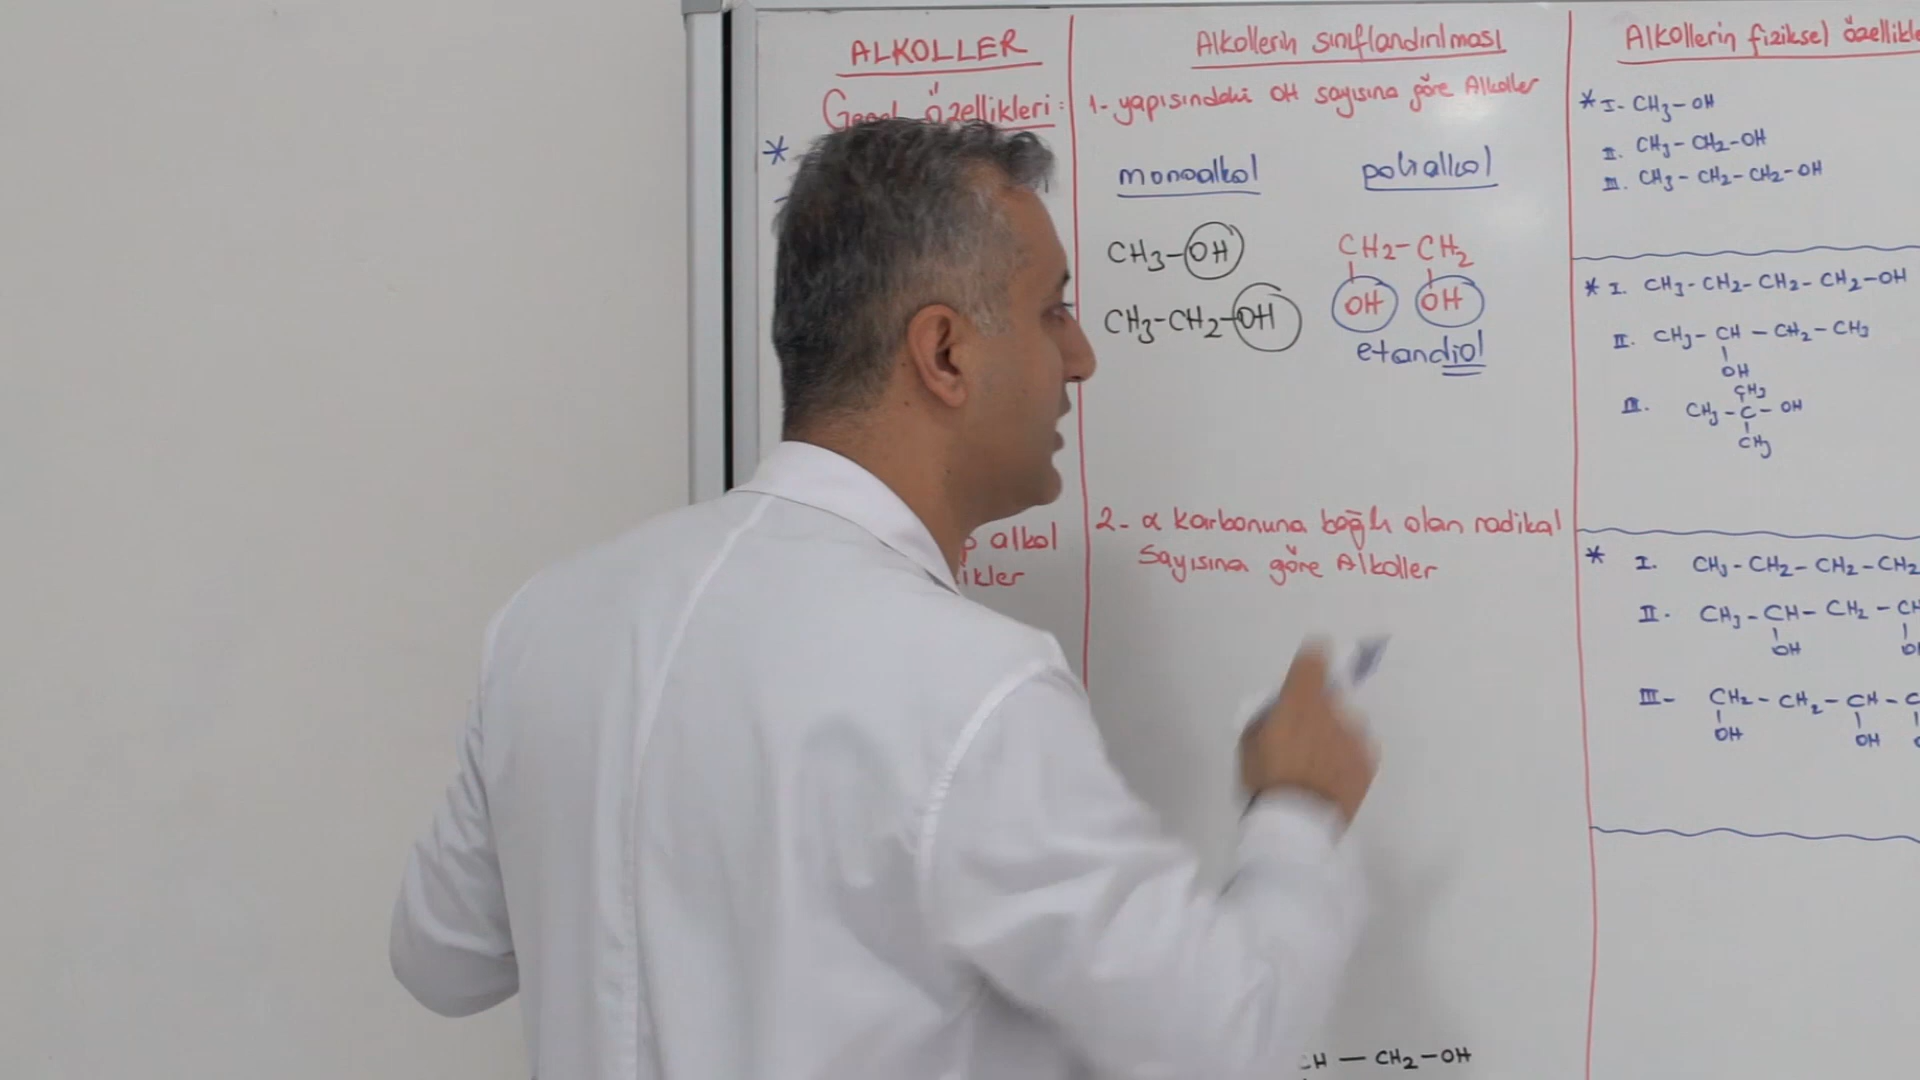 ALKOLLER
özellikleri:
*
alkol
ikler
Alkollerin sınıflandırılması
1- yapısındaki OH sayısına göre Alkoller
monoalkol
polialkol
CH3-OH
CH3-CH2-OH
CH2-CH2
OH OH
etandiol
2- α karbonuna bağlı olan radikal
sayısına göre Alkoller
CH — CH2-OH
Alkollerin fiziksel özellikle
* I- CH3-OH
II. CH3-CH2-OH
III. CH3-CH2-CH2-OH
* I. CH3-CH2-CH2-CH2-OH
II. CH3-CH-CH2-CH3
OH
CH3
III. CH3-C-OH
CH3
* I. CH3-CH2-CH2-CH2
II- CH3-CH-CH2-CH
OH
III- CH2-CH2-CH-C
OH OH